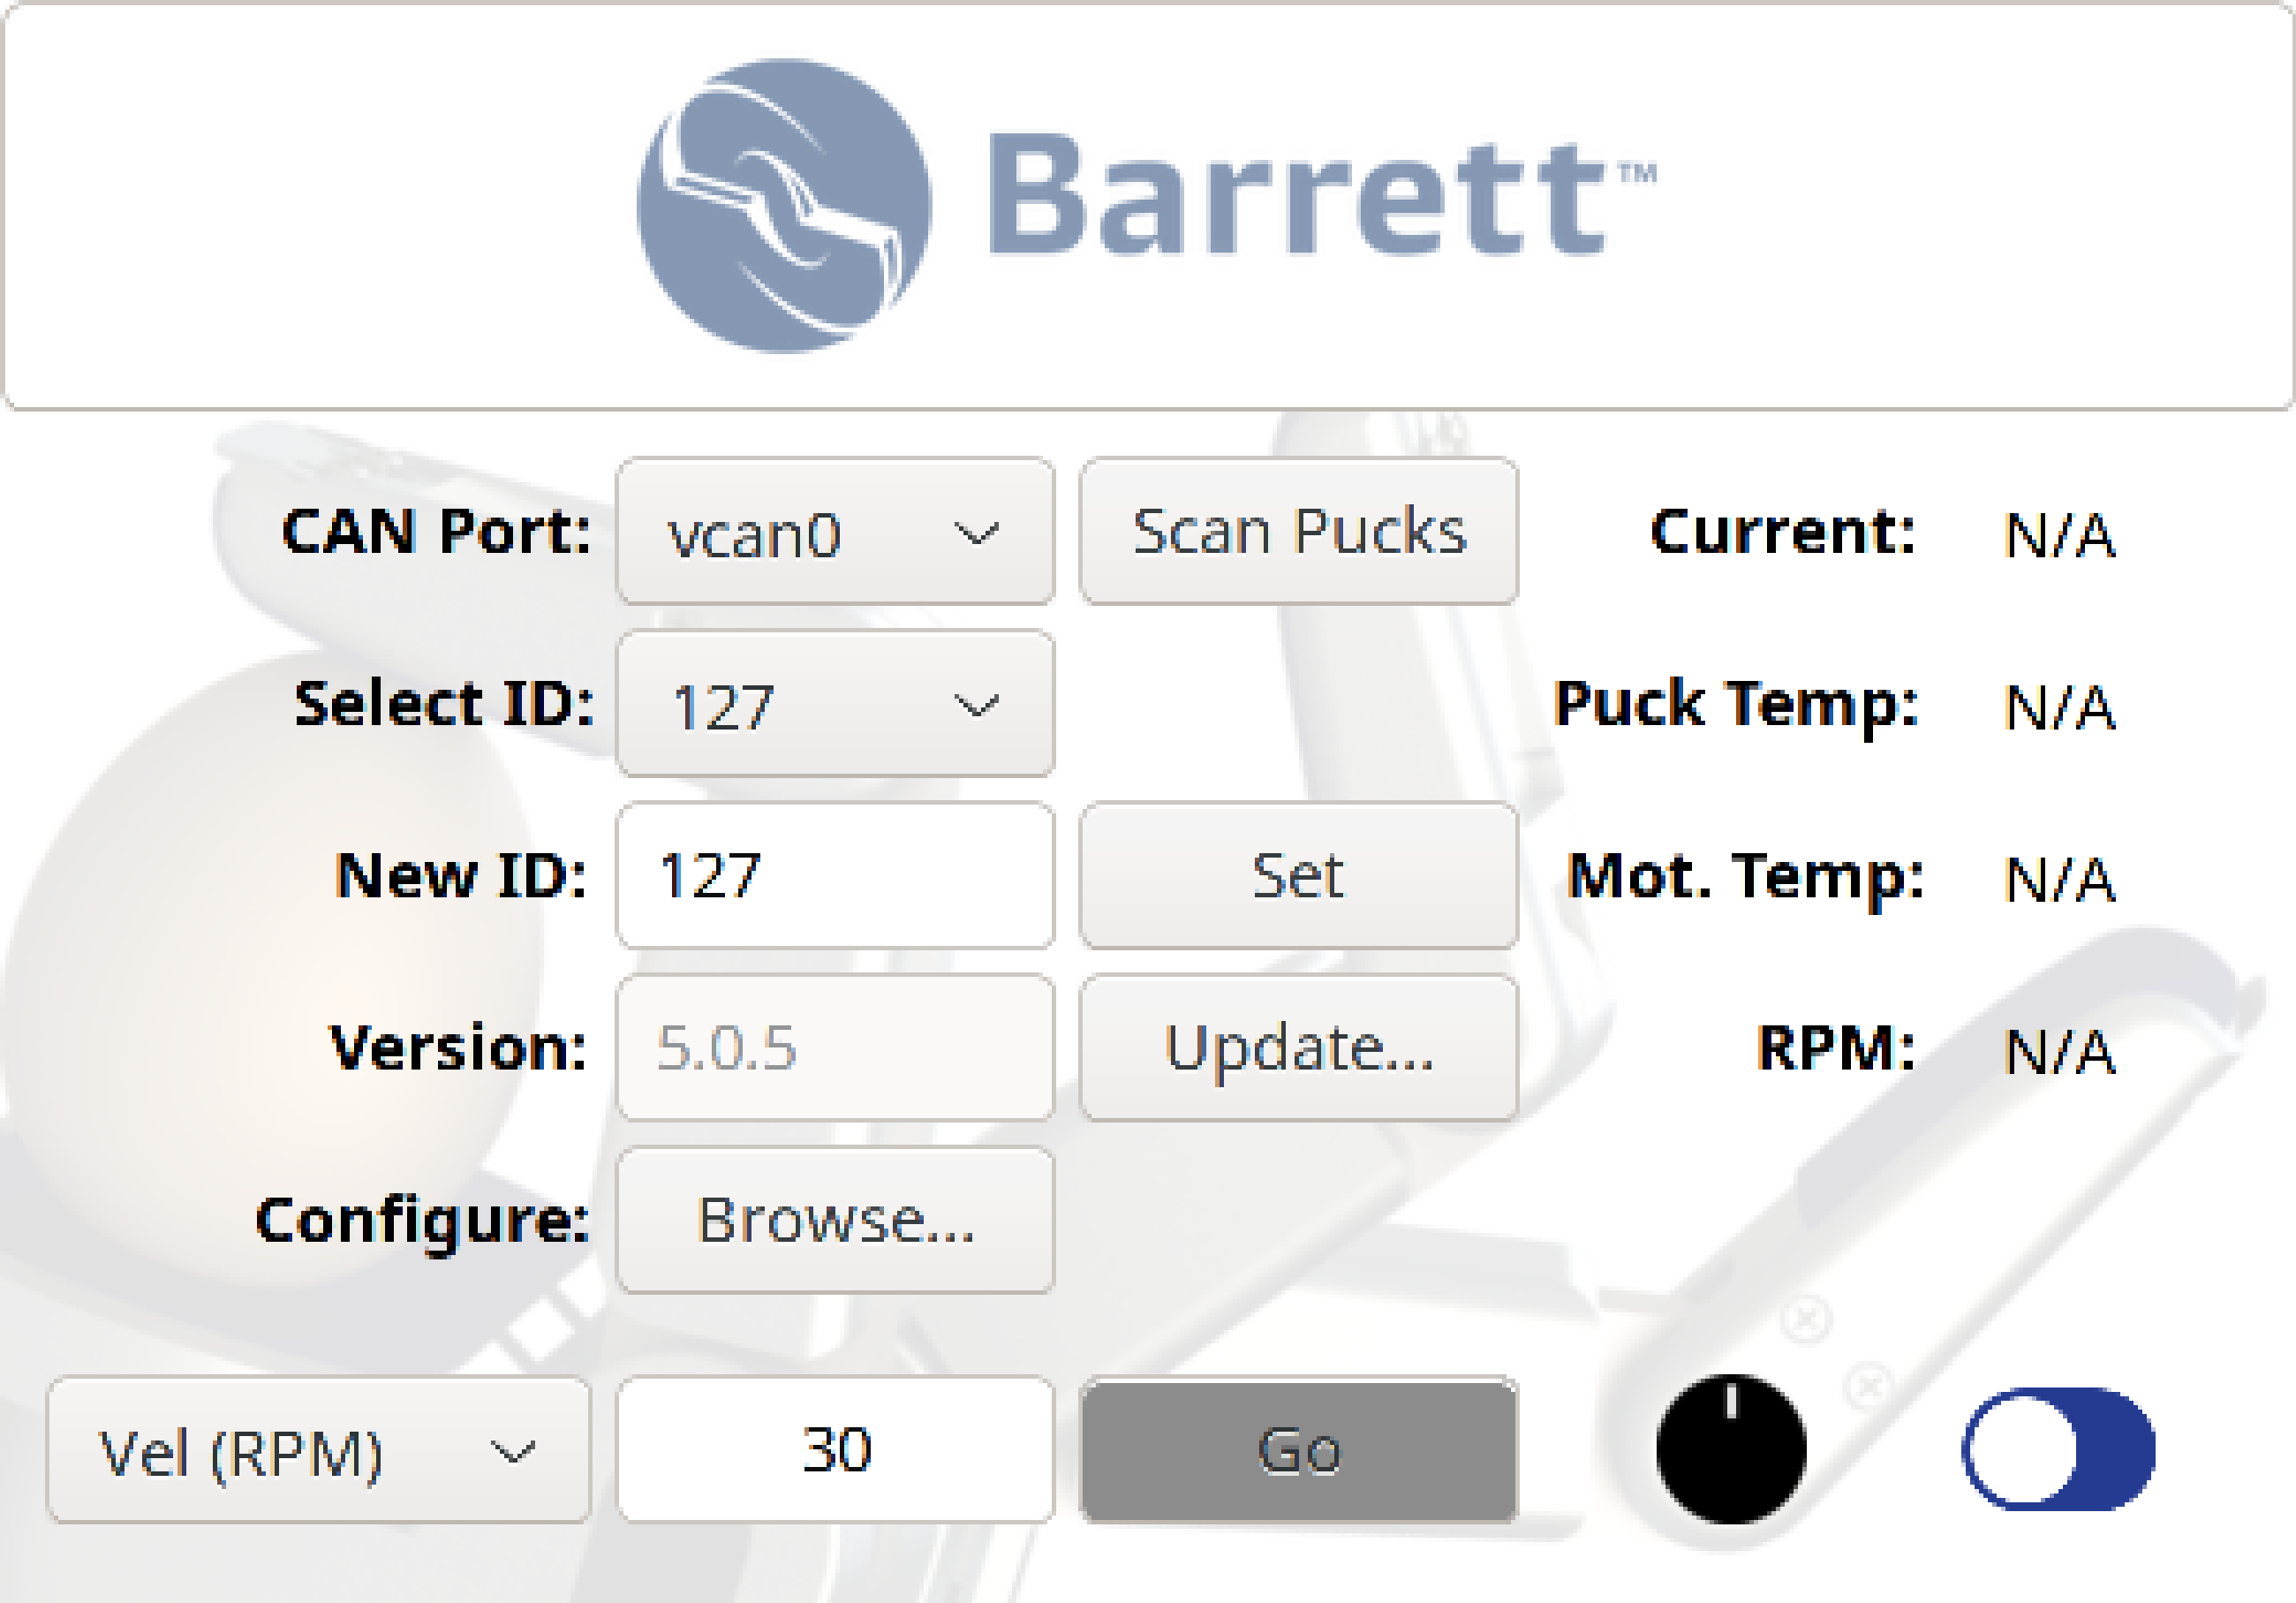 Barrett™
CAN Port: vcan0 Scan Pucks Current: N/A
Select ID: 127 Puck Temp: N/A
New ID: 127 Set Mot. Temp: N/A
Version: 5.0.5 Update... RPM: N/A
Configure: Browse...
Vel (RPM) 30 Go